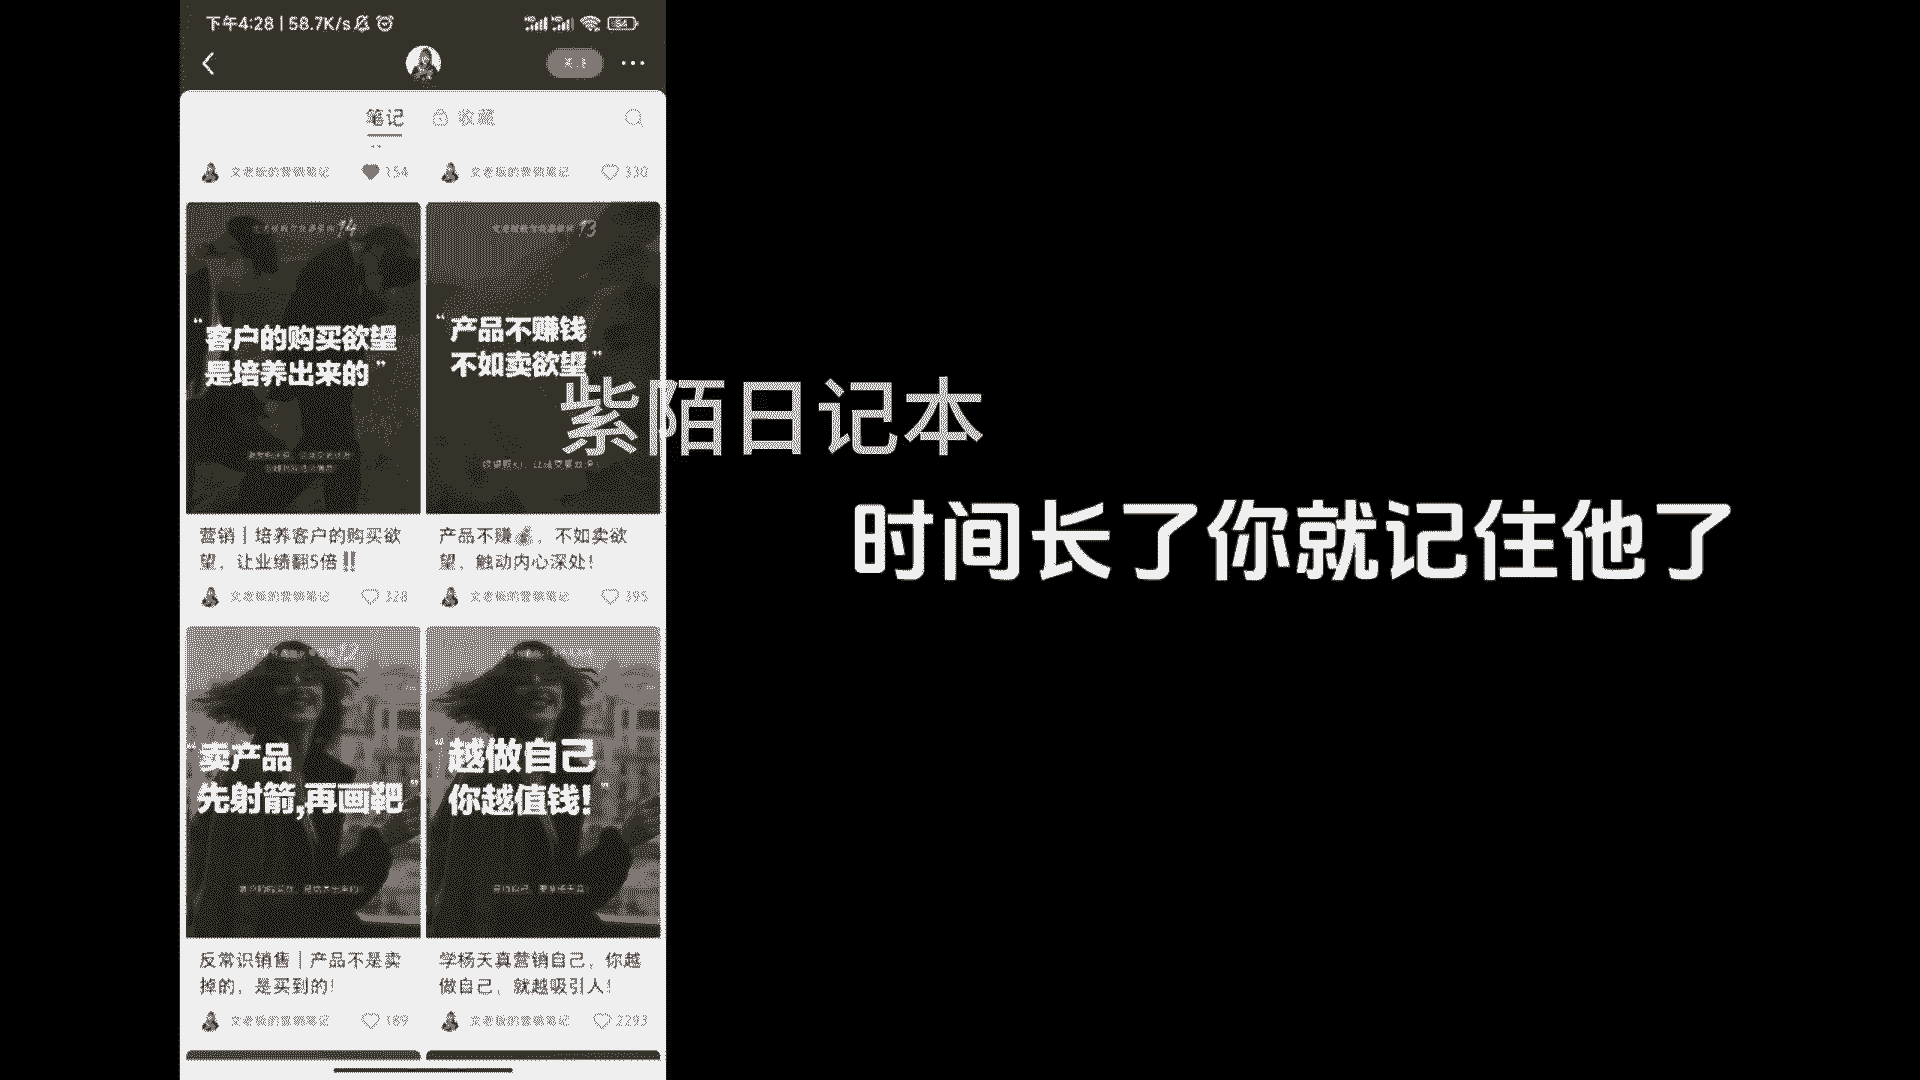 下午4:28 | 58.7K/s
笔记 收藏
文老板的营销笔记 154
文老板的营销笔记 330
14
“客户的购买欲望
是培养出来的”
营销｜培养客户的购买欲
望，让业绩翻5倍‼️
文老板的营销笔记 328
13
“产品不赚钱
不如卖欲望”
产品不赚💰，不如卖欲
望，触动内心深处！
文老板的营销笔记 395
紫陌日记本
时间长了你就记住他了
“卖产品
先射箭,再画靶”
反常识销售｜产品不是卖
掉的，是买到的！
文老板的营销笔记 189
“越做自己
你越值钱!”
学杨天真营销自己，你越
做自己，就越吸引人！
文老板的营销笔记 2293